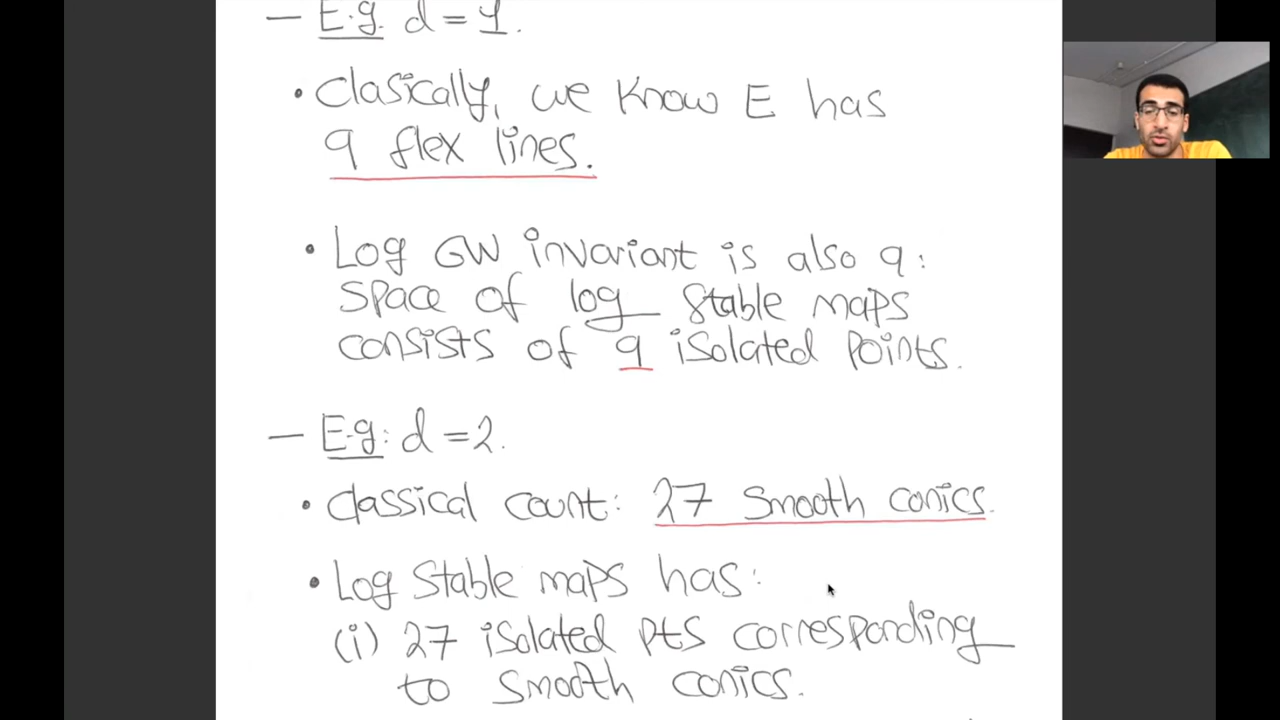 — E.g. d = 1.
• Clasically, we know E has
9 flex lines.
• Log GW invariant is also 9:
space of log stable maps
consists of 9 isolated points.
— E.g: d = 2.
• Classical count: 27 smooth conics.
• Log stable maps has:
(i) 27 isolated pts corresponding
to smooth conics.